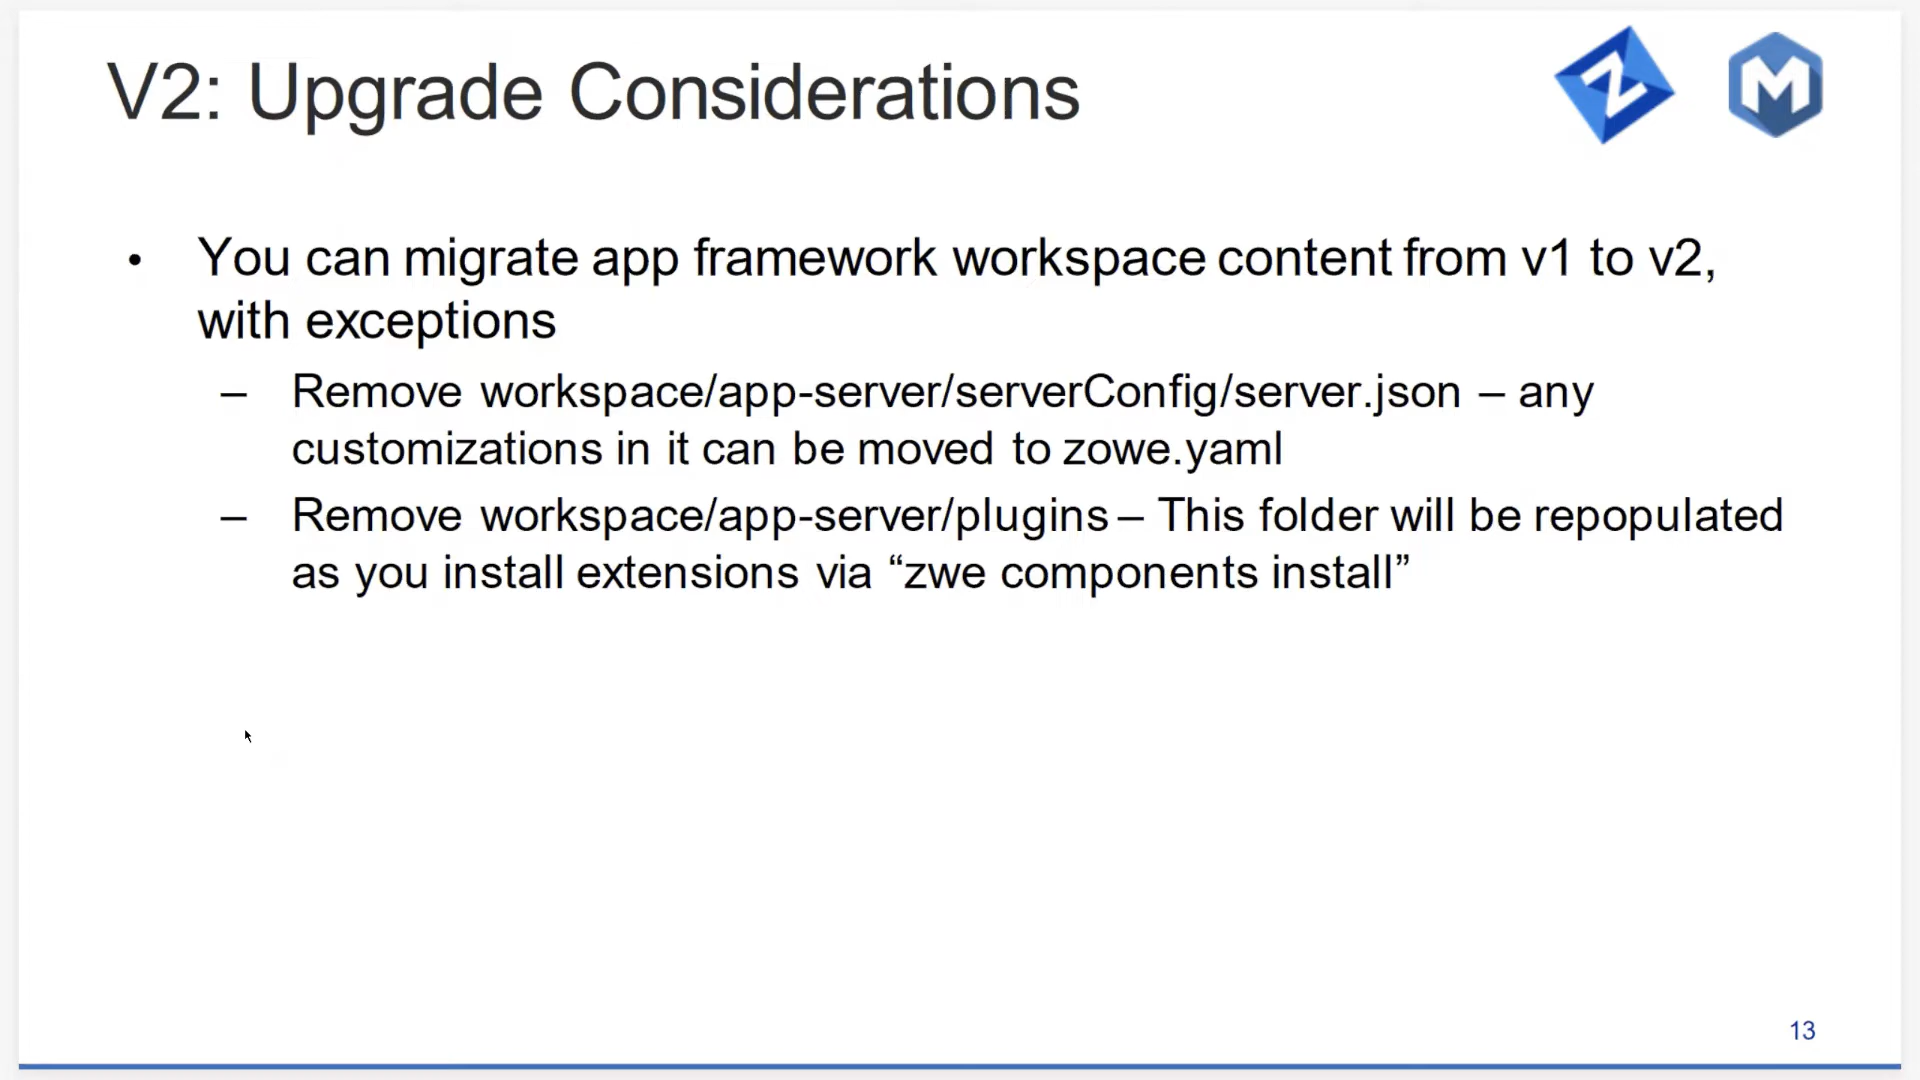 V2: Upgrade Considerations
Z
M
• You can migrate app framework workspace content from v1 to v2,
with exceptions
– Remove workspace/app-server/serverConfig/server.json – any
customizations in it can be moved to zowe.yaml
– Remove workspace/app-server/plugins – This folder will be repopulated
as you install extensions via “zwe components install”
13